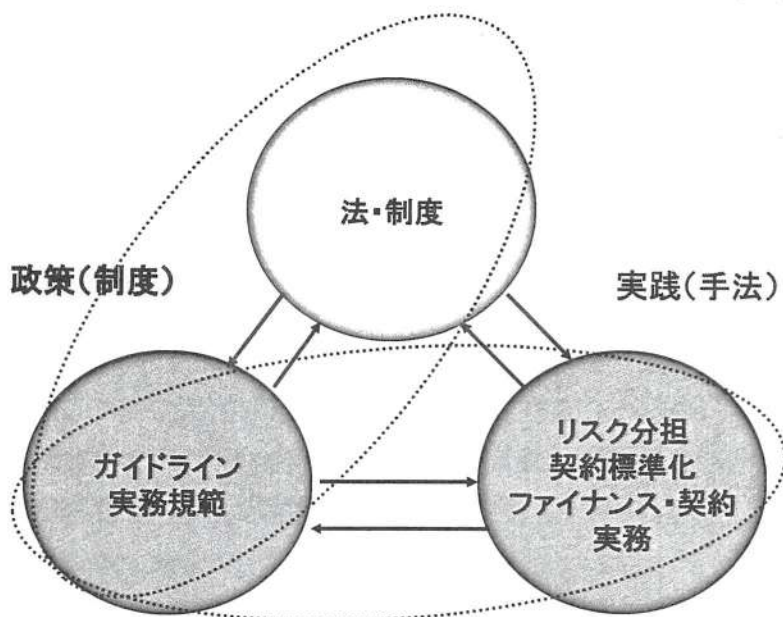 法・制度
政策(制度)
実践(手法)
ガイドライン
実務規範
リスク分担
契約標準化
ファイナンス・契約
実務